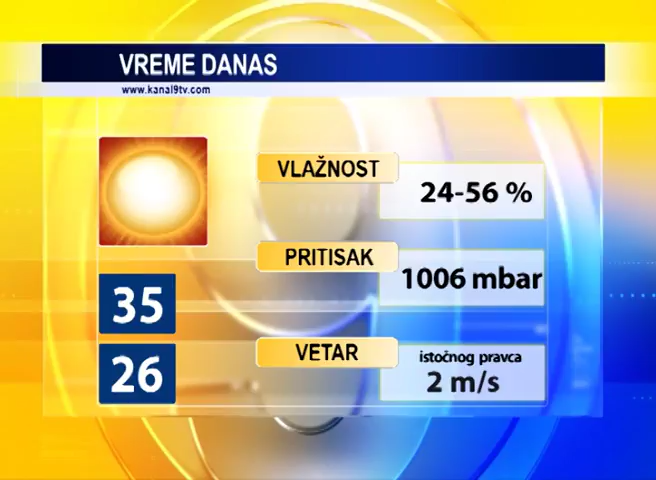 VREME DANAS
www.kanal9tv.com
VLAŽNOST
24-56 %
PRITISAK
1006 mbar
35
26
VETAR
istočnog pravca
2 m/s